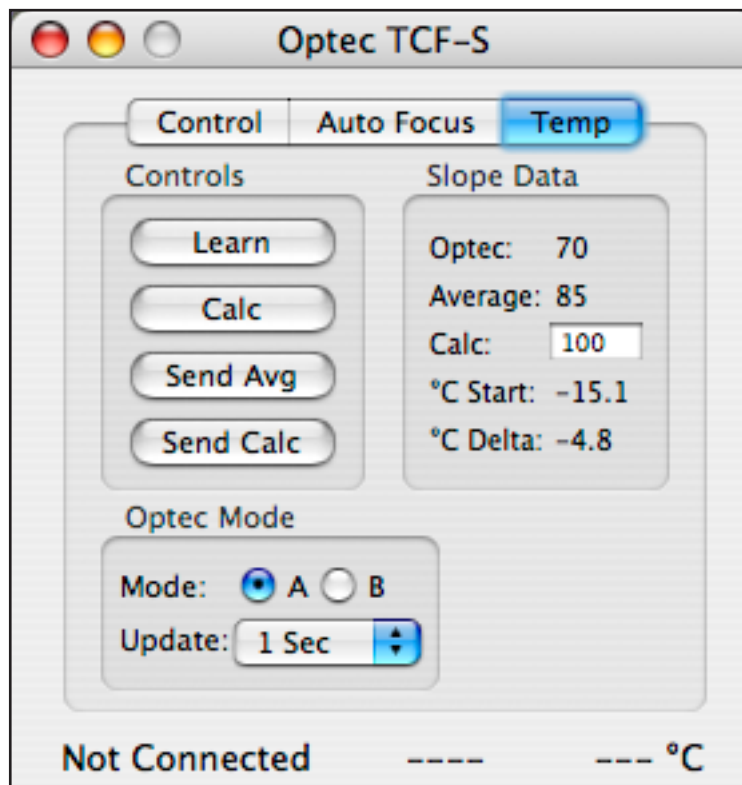 Optec TCF-S
Control Auto Focus Temp
Controls
Learn
Calc
Send Avg
Send Calc
Slope Data
Optec: 70
Average: 85
Calc: 100
°C Start: -15.1
°C Delta: -4.8
Optec Mode
Mode: A B
Update: 1 Sec
Not Connected ---- --- °C